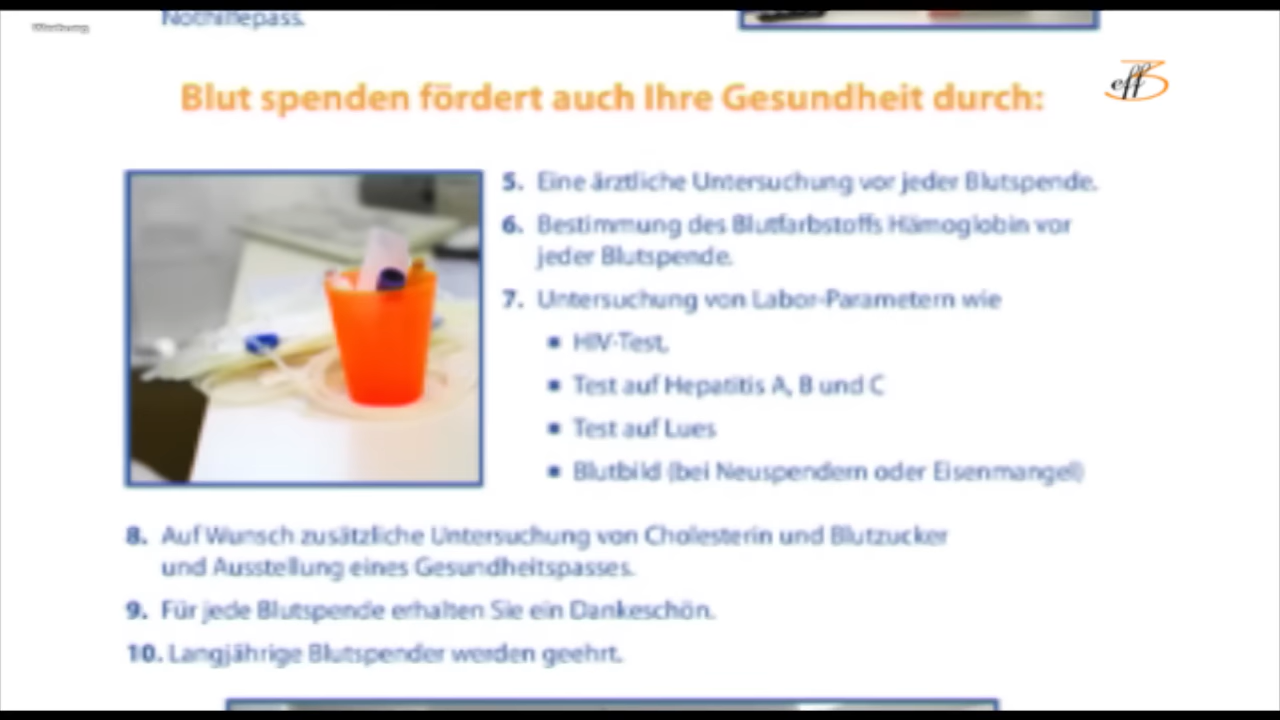 Nothilfepass.
Werbung
eff3
Blut spenden fördert auch Ihre Gesundheit durch:
5. Eine ärztliche Untersuchung vor jeder Blutspende.
6. Bestimmung des Blutfarbstoffs Hämoglobin vor
jeder Blutspende.
7. Untersuchung von Labor-Parametern wie
▪ HIV-Test,
▪ Test auf Hepatitis A, B und C
▪ Test auf Lues
▪ Blutbild (bei Neuspendern oder Eisenmangel)
8. Auf Wunsch zusätzliche Untersuchung von Cholesterin und Blutzucker
und Ausstellung eines Gesundheitspasses.
9. Für jede Blutspende erhalten Sie ein Dankeschön.
10. Langjährige Blutspender werden geehrt.